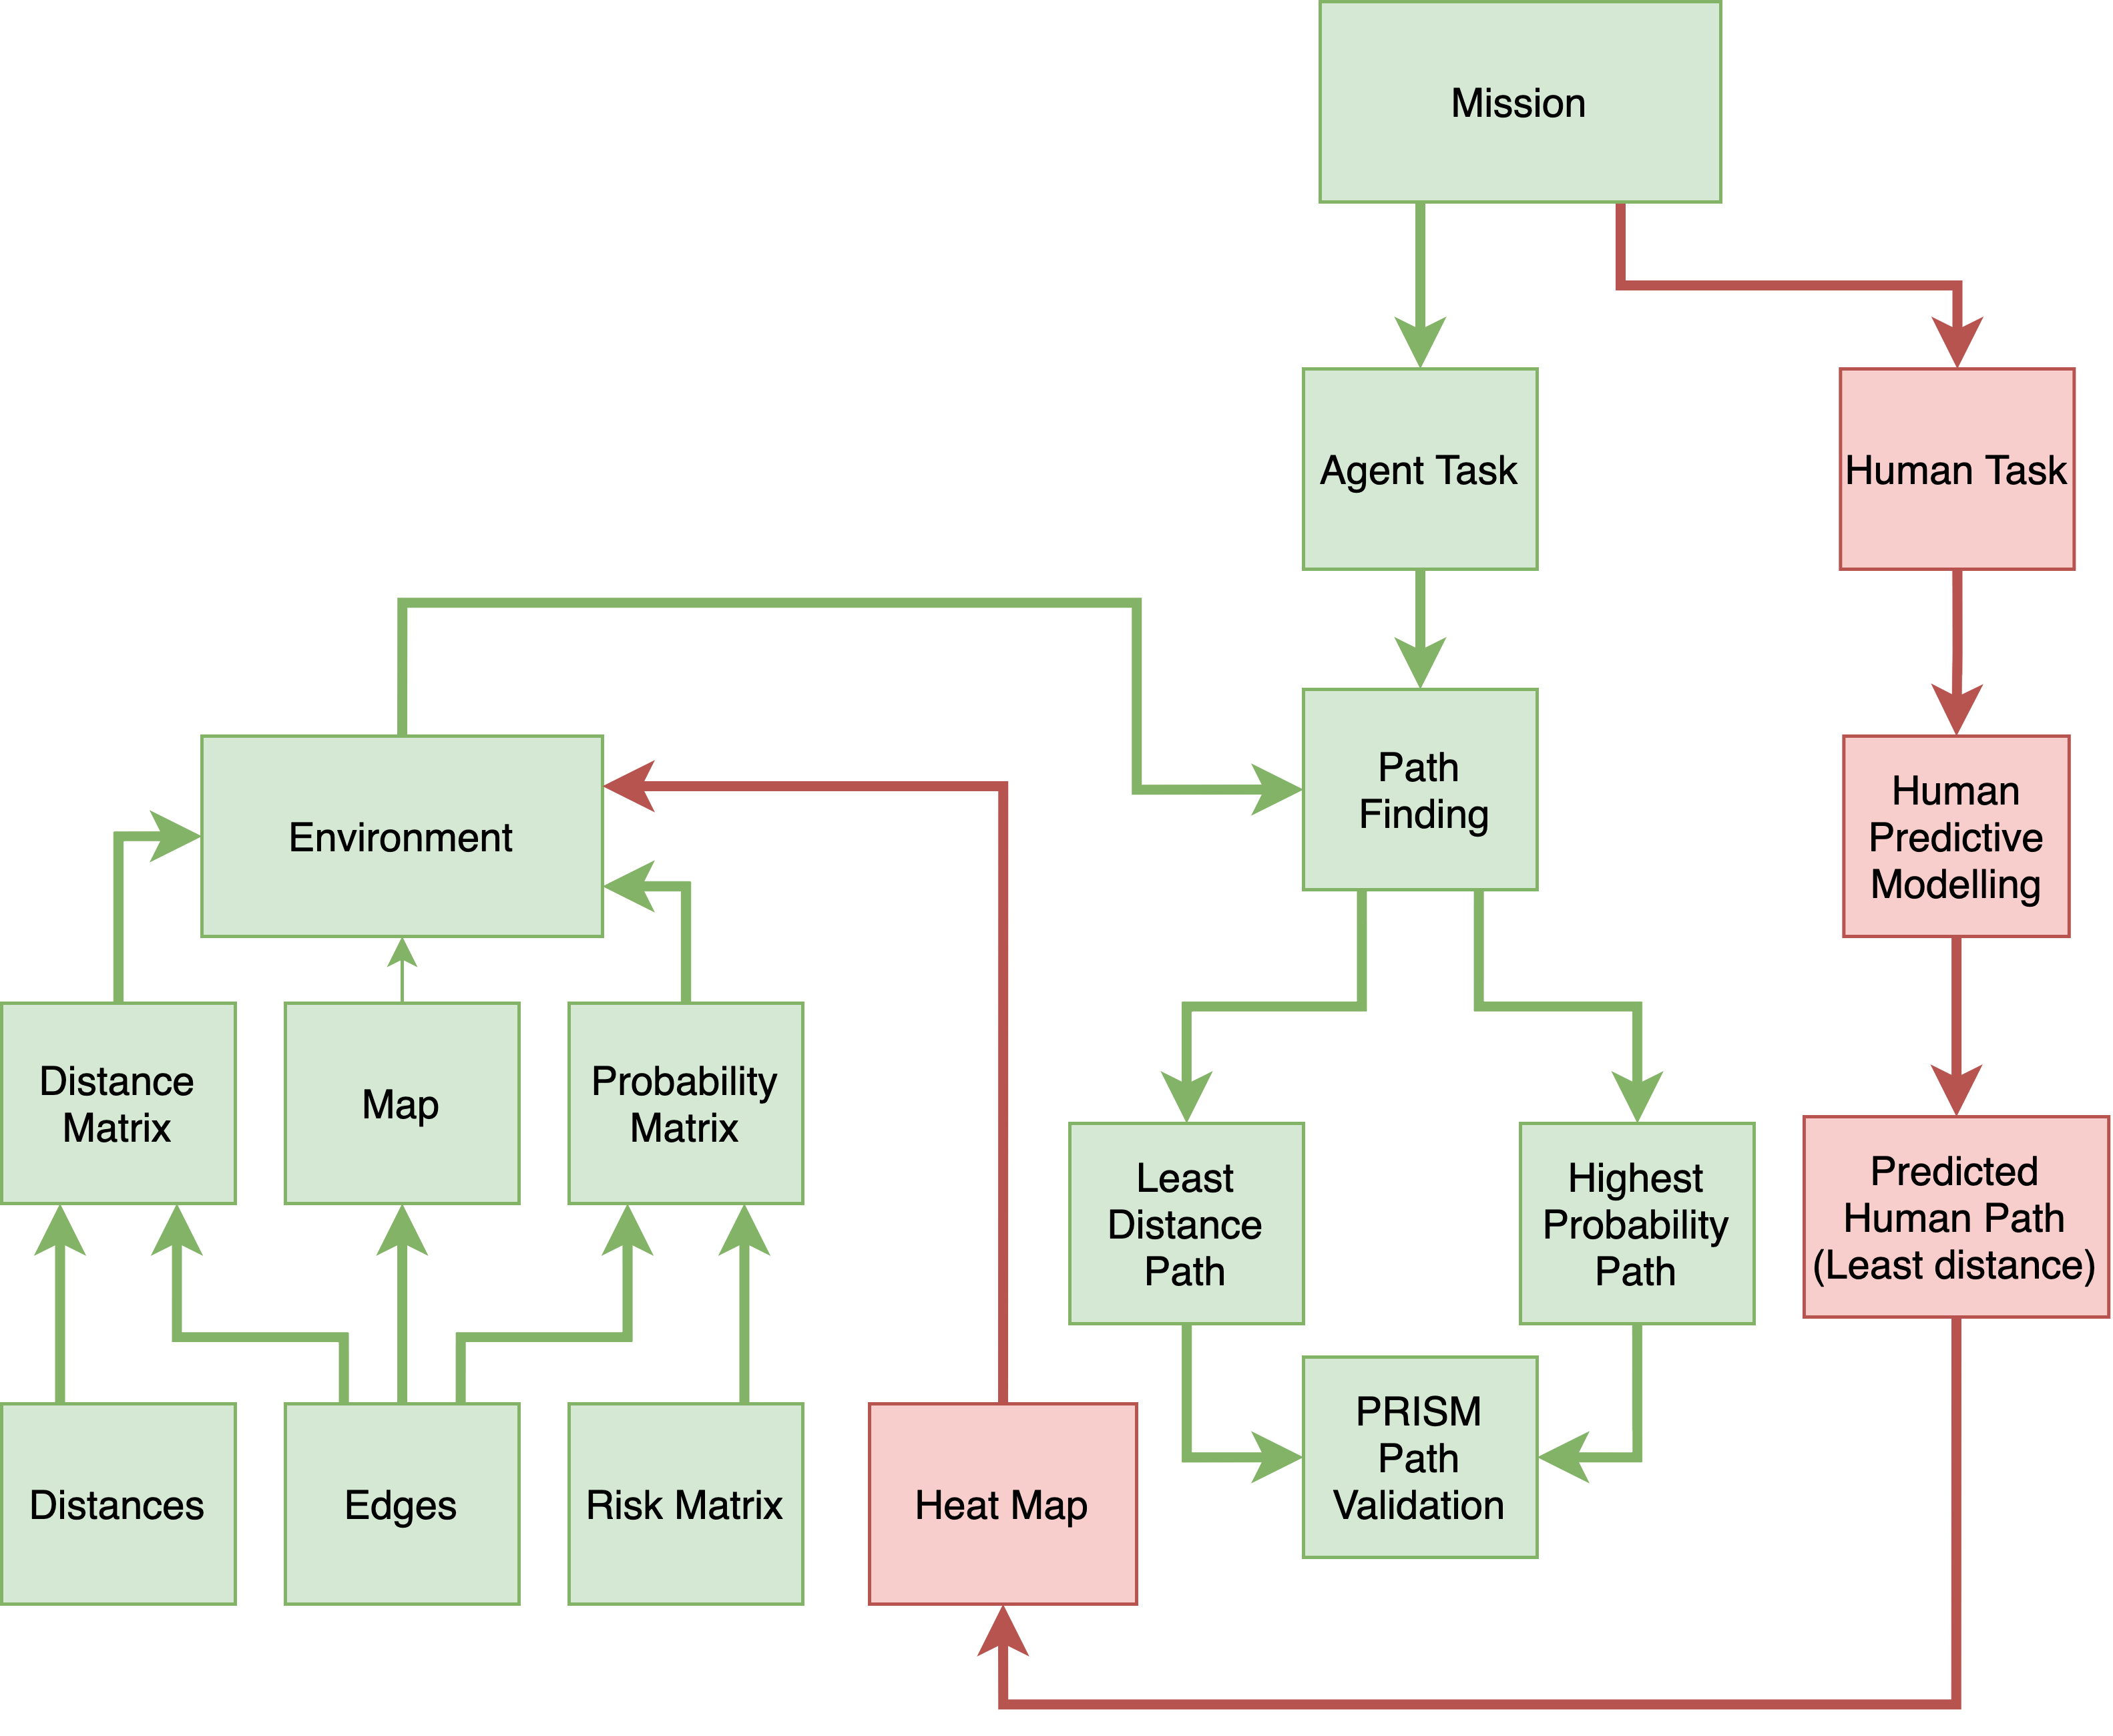 Mission
Agent Task
Human Task
Path
Finding
Human
Predictive
Modelling
Environment
Distance
Matrix
Map
Probability
Matrix
Least
Distance
Path
Highest
Probability
Path
Predicted
Human Path
(Least distance)
Distances
Edges
Risk Matrix
Heat Map
PRISM
Path
Validation